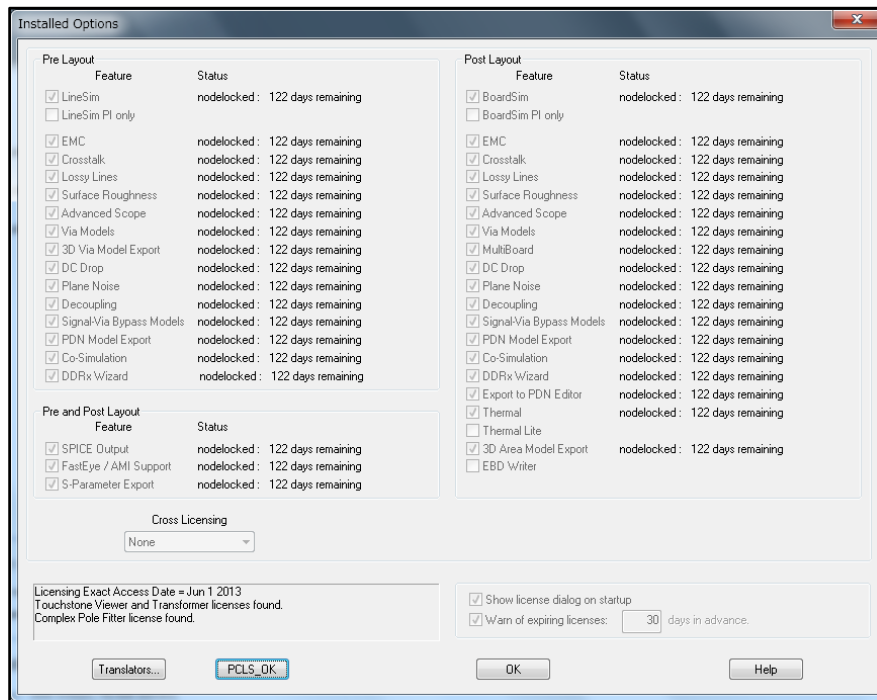 Installed Options
Pre Layout
Feature Status
LineSim nodelocked : 122 days remaining
LineSim PI only
EMC nodelocked : 122 days remaining
Crosstalk nodelocked : 122 days remaining
Lossy Lines nodelocked : 122 days remaining
Surface Roughness nodelocked : 122 days remaining
Advanced Scope nodelocked : 122 days remaining
Via Models nodelocked : 122 days remaining
3D Via Model Export nodelocked : 122 days remaining
DC Drop nodelocked : 122 days remaining
Plane Noise nodelocked : 122 days remaining
Decoupling nodelocked : 122 days remaining
Signal-Via Bypass Models nodelocked : 122 days remaining
PDN Model Export nodelocked : 122 days remaining
Co-Simulation nodelocked : 122 days remaining
DDRx Wizard nodelocked : 122 days remaining
Pre and Post Layout
Feature Status
SPICE Output nodelocked : 122 days remaining
FastEye / AMI Support nodelocked : 122 days remaining
S-Parameter Export nodelocked : 122 days remaining
Cross Licensing
None
Post Layout
Feature Status
BoardSim nodelocked : 122 days remaining
BoardSim PI only
EMC nodelocked : 122 days remaining
Crosstalk nodelocked : 122 days remaining
Lossy Lines nodelocked : 122 days remaining
Surface Roughness nodelocked : 122 days remaining
Advanced Scope nodelocked : 122 days remaining
Via Models nodelocked : 122 days remaining
MultiBoard nodelocked : 122 days remaining
DC Drop nodelocked : 122 days remaining
Plane Noise nodelocked : 122 days remaining
Decoupling nodelocked : 122 days remaining
Signal-Via Bypass Models nodelocked : 122 days remaining
PDN Model Export nodelocked : 122 days remaining
Co-Simulation nodelocked : 122 days remaining
DDRx Wizard nodelocked : 122 days remaining
Export to PDN Editor nodelocked : 122 days remaining
Thermal nodelocked : 122 days remaining
Thermal Lite
3D Area Model Export nodelocked : 122 days remaining
EBD Writer
Licensing Exact Access Date = Jun 1 2013
Touchstone Viewer and Transformer licenses found.
Complex Pole Fitter license found.
Show license dialog on startup
Warn of expiring licenses: 30 days in advance.
Translators... PCLS_OK OK Help